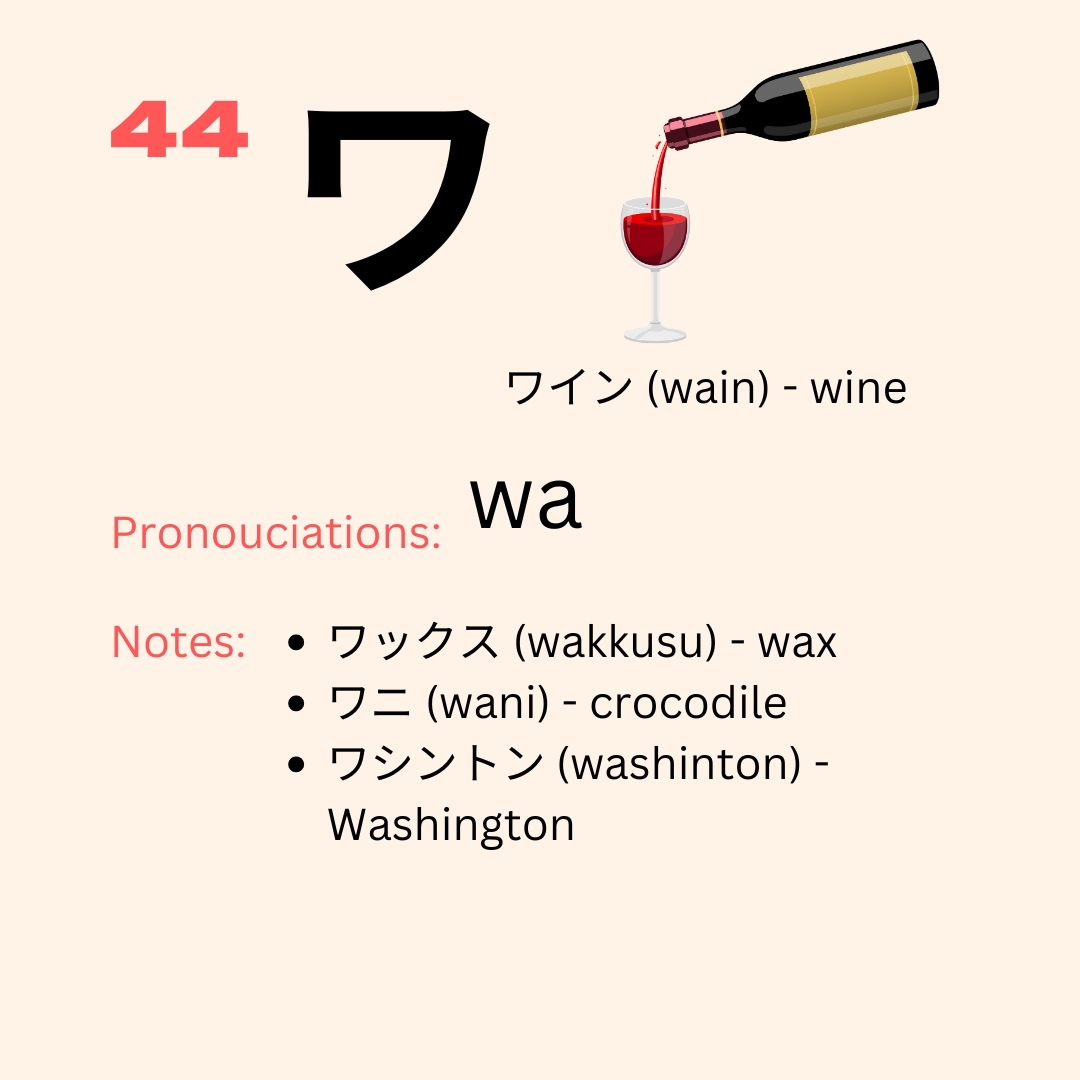 44
ワ
ワイン (wain) - wine
wa
Pronouciations:
Notes:
• ワックス (wakkusu) - wax
• ワニ (wani) - crocodile
• ワシントン (washinton) -
Washington